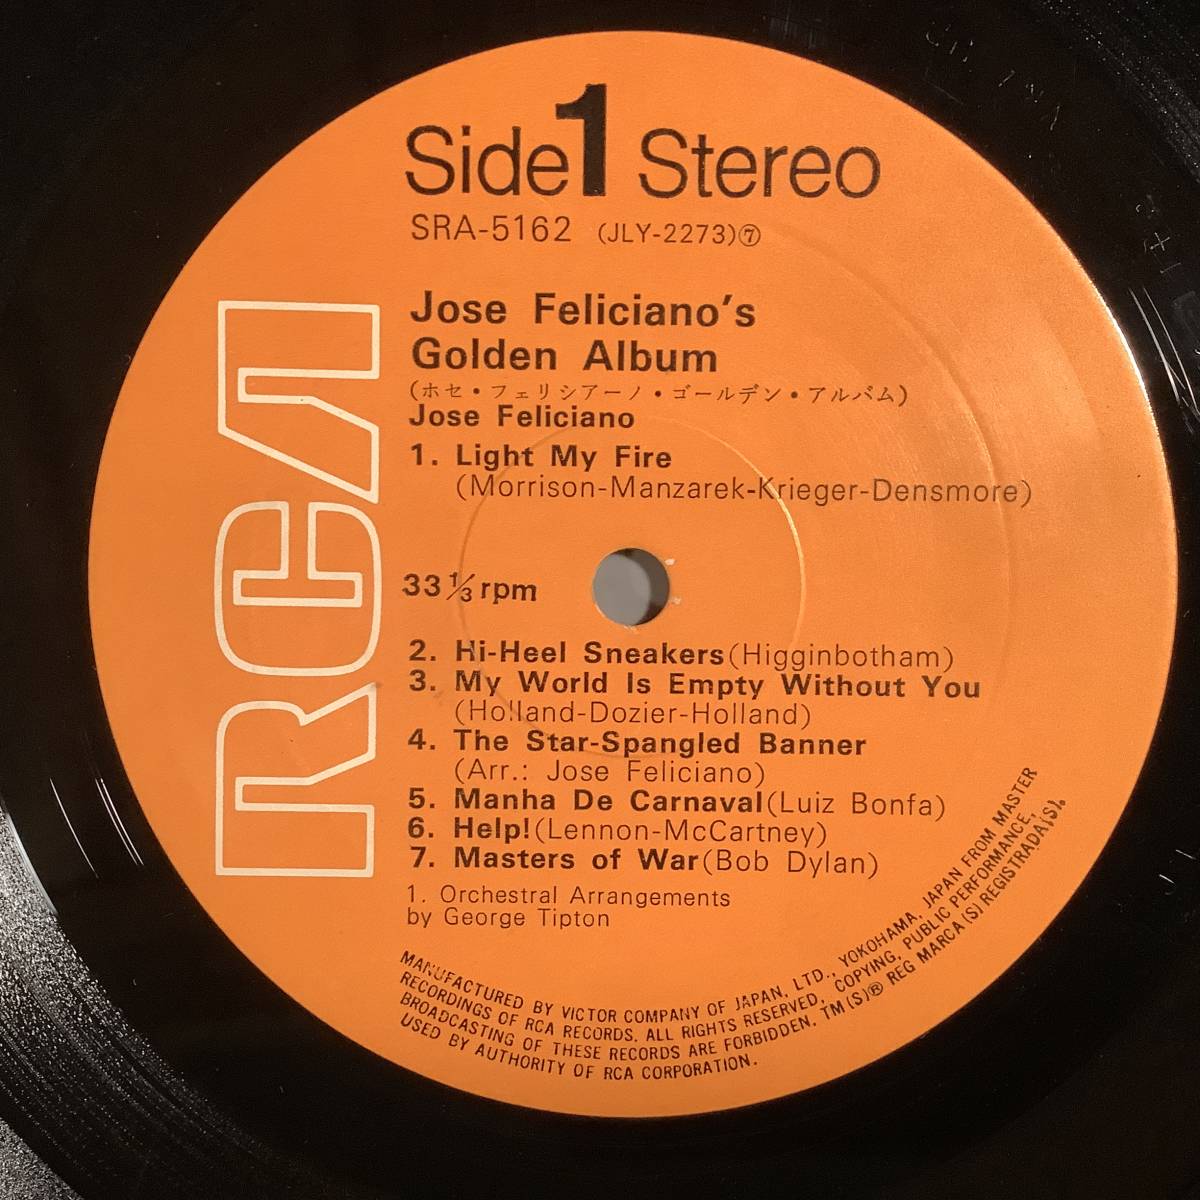 Side 1 Stereo
SRA-5162 (JLY-2273)⑦
RCA
Jose Feliciano's
Golden Album
(ホセ・フェリシアーノ・ゴールデン・アルバム)
Jose Feliciano
1. Light My Fire
(Morrison-Manzarek-Krieger-Densmore)
33 1/3 rpm
2. Hi-Heel Sneakers (Higginbotham)
3. My World Is Empty Without You
(Holland-Dozier-Holland)
4. The Star-Spangled Banner
(Arr.: Jose Feliciano)
5. Manha De Carnaval (Luiz Bonfa)
6. Help! (Lennon-McCartney)
7. Masters of War (Bob Dylan)
1. Orchestral Arrangements
by George Tipton
MANUFACTURED BY VICTOR COMPANY OF JAPAN, LTD., YOKOHAMA, JAPAN FROM MASTER
RECORDINGS OF RCA RECORDS. ALL RIGHTS RESERVED, COPYING, PUBLIC PERFORMANCE,
BROADCASTING OF THESE RECORDS ARE FORBIDDEN. TM(S)® REG MARCA(S) REGISTRADA(S).
USED BY AUTHORITY OF RCA CORPORATION.